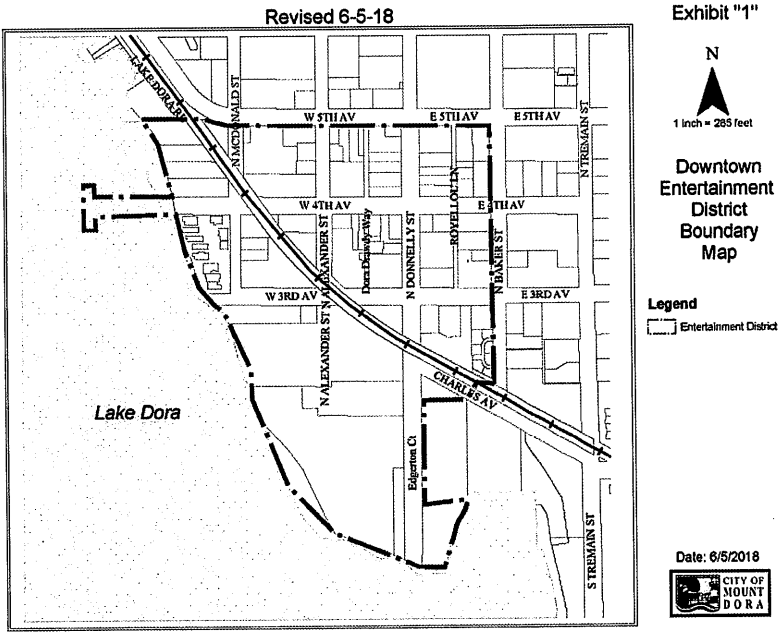 Revised 6-5-18
Exhibit "1"
N
1 inch = 285 feet
Downtown
Entertainment
District
Boundary
Map
Legend
Entertainment District
LAKE DORA RD
N MCDONALD ST
W 5TH AV
E 5TH AV
E 5TH AV
N TREMAIN ST
W 4TH AV
E 4TH AV
ROYELLOU LN
Dora Drawdy Way
N DONNELLY ST
N ALEXANDER ST
N BAKER ST
W 3RD AV
E 3RD AV
N ALEXANDER ST
CHARLES AV
Lake Dora
Edgerton Ct
S TREMAIN ST
Date: 6/5/2018
CITY OF
MOUNT
DORA